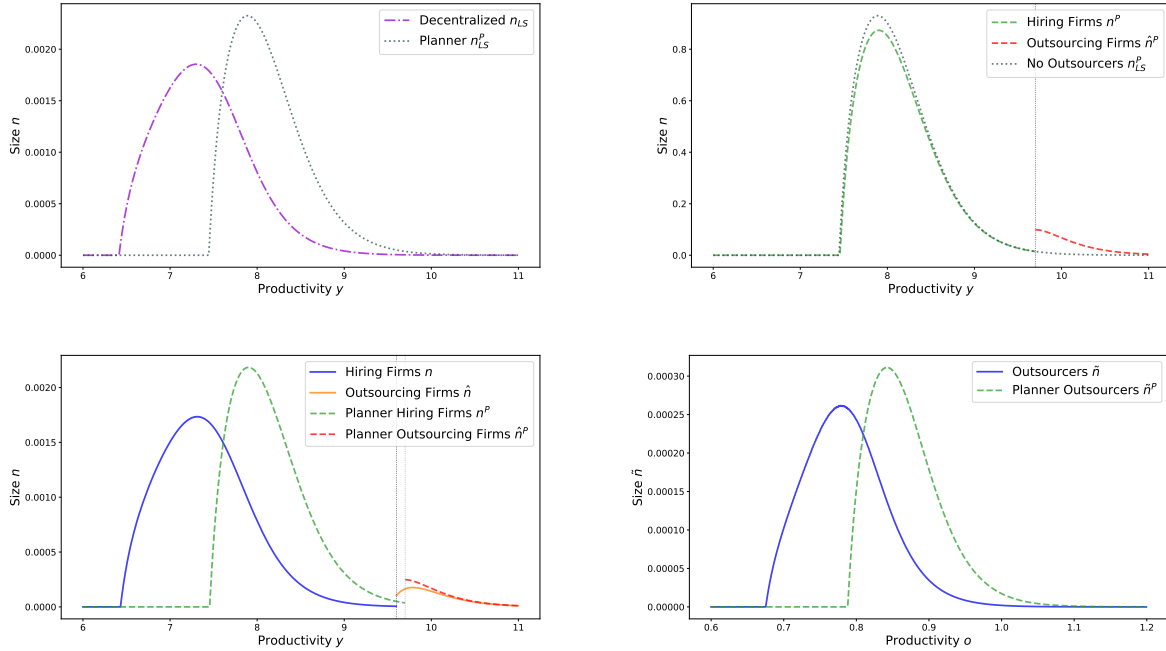 Decentralized n_LS
Planner n^P_LS
0.0020
0.0015
0.0010
0.0005
0.0000
Size n
6 7 8 9 10 11
Productivity y
Hiring Firms n^P
Outsourcing Firms n̂^P
No Outsourcers n^P_LS
0.8
0.6
0.4
0.2
0.0
Size n
6 7 8 9 10 11
Productivity y
Hiring Firms n
Outsourcing Firms n̂
Planner Hiring Firms n^P
Planner Outsourcing Firms n̂^P
0.0020
0.0015
0.0010
0.0005
0.0000
Size n
6 7 8 9 10 11
Productivity y
Outsourcers ñ
Planner Outsourcers ñ^P
0.00030
0.00025
0.00020
0.00015
0.00010
0.00005
0.00000
Size ñ
0.6 0.7 0.8 0.9 1.0 1.1 1.2
Productivity o